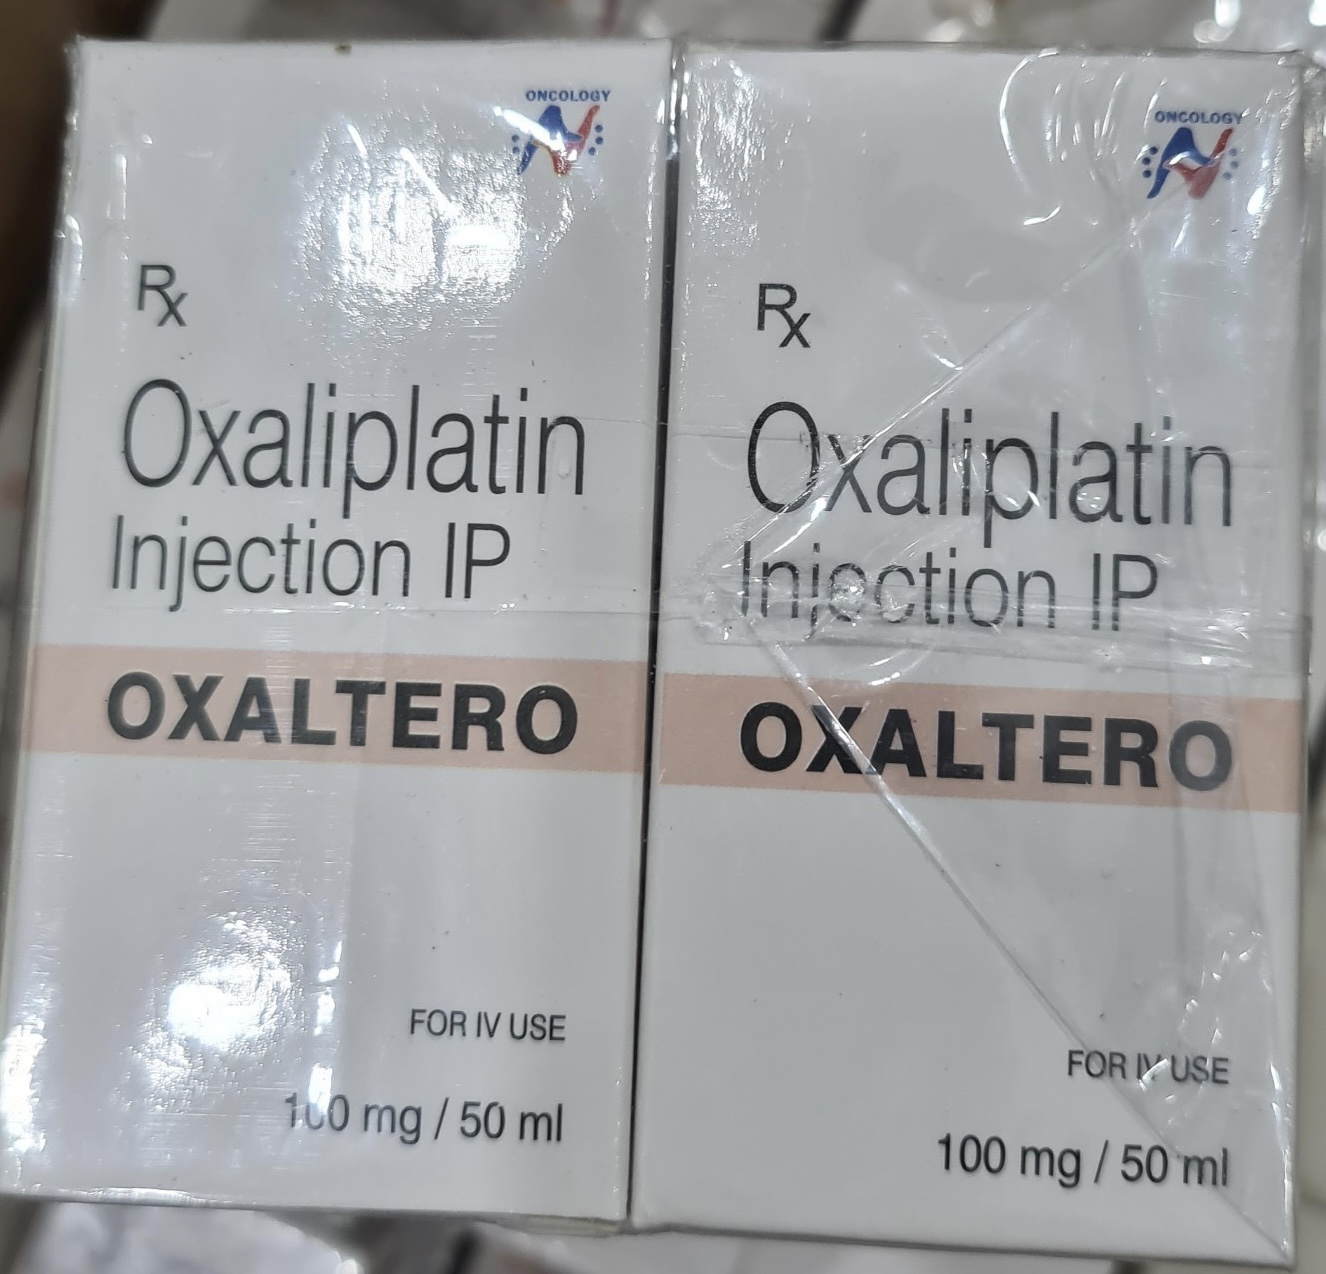 ONCOLOGY
Rx
Oxaliplatin
Injection IP
OXALTERO
FOR IV USE
100 mg / 50 ml
ONCOLOGY
Rx
Oxaliplatin
Injection IP
OXALTERO
FOR IV USE
100 mg / 50 ml